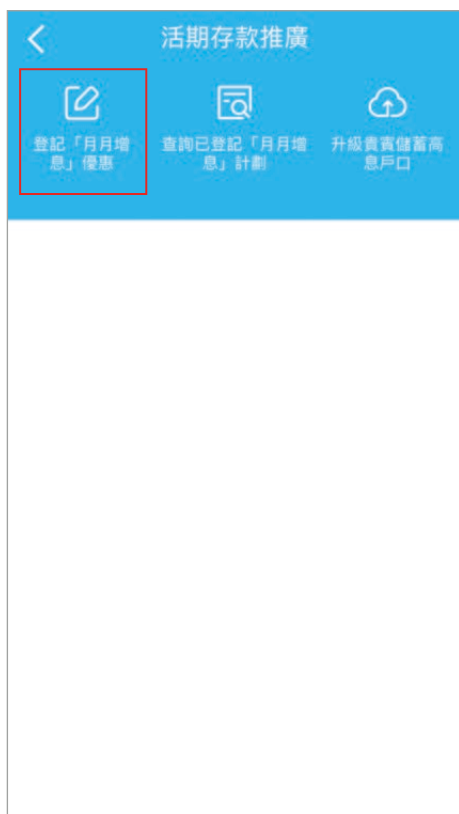 活期存款推廣
登記「月月增
息」優惠
查詢已登記「月月增
息」計劃
升級貴賓儲蓄高
息戶口